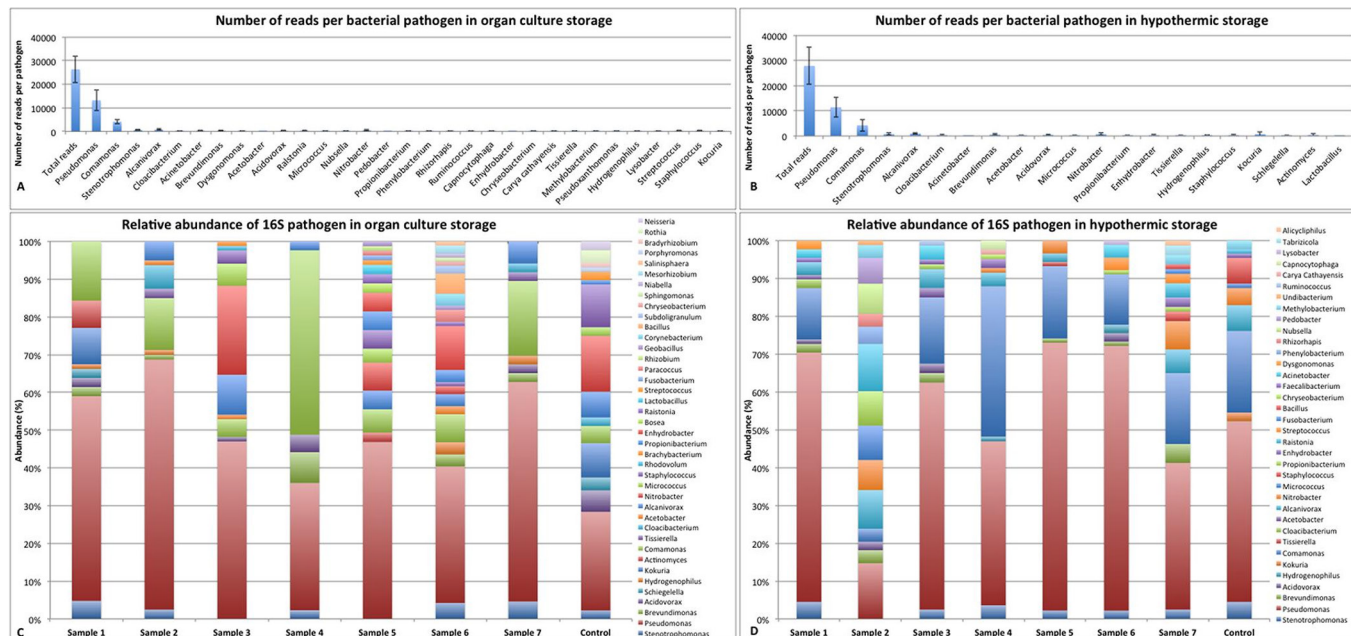 Number of reads per bacterial pathogen in organ culture storage
Number of reads per pathogen
40000
30000
20000
10000
0
Total reads
Pseudomonas
Comamonas
Stenotrophomonas
Alcanivorax
Cloacibacterium
Acinetobacter
Brevundimonas
Dysgonomonas
Acetobacter
Acidovorax
Ralstonia
Micrococcus
Nubsella
Nitrobacter
Pedobacter
Propionibacterium
Phenylobacterium
Rhizorhapis
Ruminococcus
Capnocytophaga
Enhydrobacter
Chryseobacterium
Carya cathayensis
Tissierella
Methylobacterium
Pseudoxanthomonas
Hydrogenophilus
Lysobacter
Streptococcus
Staphylococcus
Kocuria
A
Number of reads per bacterial pathogen in hypothermic storage
Number of reads per pathogen
40000
30000
20000
10000
0
Total reads
Pseudomonas
Comamonas
Stenotrophomonas
Alcanivorax
Cloacibacterium
Acinetobacter
Brevundimonas
Acetobacter
Acidovorax
Micrococcus
Nitrobacter
Propionibacterium
Enhydrobacter
Tissierella
Hydrogenophilus
Staphylococcus
Kocuria
Schlegelella
Actinomyces
Lactobacillus
B
Relative abundance of 16S pathogen in organ culture storage
Abundance (%)
100%
90%
80%
70%
60%
50%
40%
30%
20%
10%
0%
C
Sample 1
Sample 2
Sample 3
Sample 4
Sample 5
Sample 6
Sample 7
Control
Neisseria
Rothia
Bradyrhizobium
Porphyromonas
Salinisphaera
Mesorhizobium
Niabella
Sphingomonas
Chryseobacterium
Subdoligranulum
Bacillus
Corynebacterium
Geobacillus
Rhizobium
Paracoccus
Fusobacterium
Streptococcus
Lactobacillus
Raistonia
Bosea
Enhydrobacter
Propionibacterium
Brachybacterium
Rhodovolum
Staphylococcus
Micrococcus
Nitrobacter
Alcanivorax
Acetobacter
Cloacibacterium
Tissierella
Comamonas
Actinomyces
Kokuria
Hydrogenophilus
Schiegelella
Acidovorax
Brevundimonas
Pseudomonas
Stenotrophomonas
Relative abundance of 16S pathogen in hypothermic storage
Abundance (%)
100%
90%
80%
70%
60%
50%
40%
30%
20%
10%
0%
D
Sample 1
Sample 2
Sample 3
Sample 4
Sample 5
Sample 6
Sample 7
Control
Alicycliphilus
Tabrizicola
Lysobacter
Capnocytophaga
Carya Cathayensis
Ruminococcus
Undibacterium
Methylobacterium
Pedobacter
Nubsella
Rhizorhapis
Phenylobacterium
Dysgonomonas
Acinetobacter
Faecalibacterium
Chryseobacterium
Bacillus
Fusobacterium
Streptococcus
Raistonia
Enhydrobacter
Propionibacterium
Staphylococcus
Micrococcus
Nitrobacter
Alcanivorax
Acetobacter
Cloacibacterium
Tissierella
Comamonas
Kokuria
Hydrogenophilus
Acidovorax
Brevundimonas
Pseudomonas
Stenotrophomonas